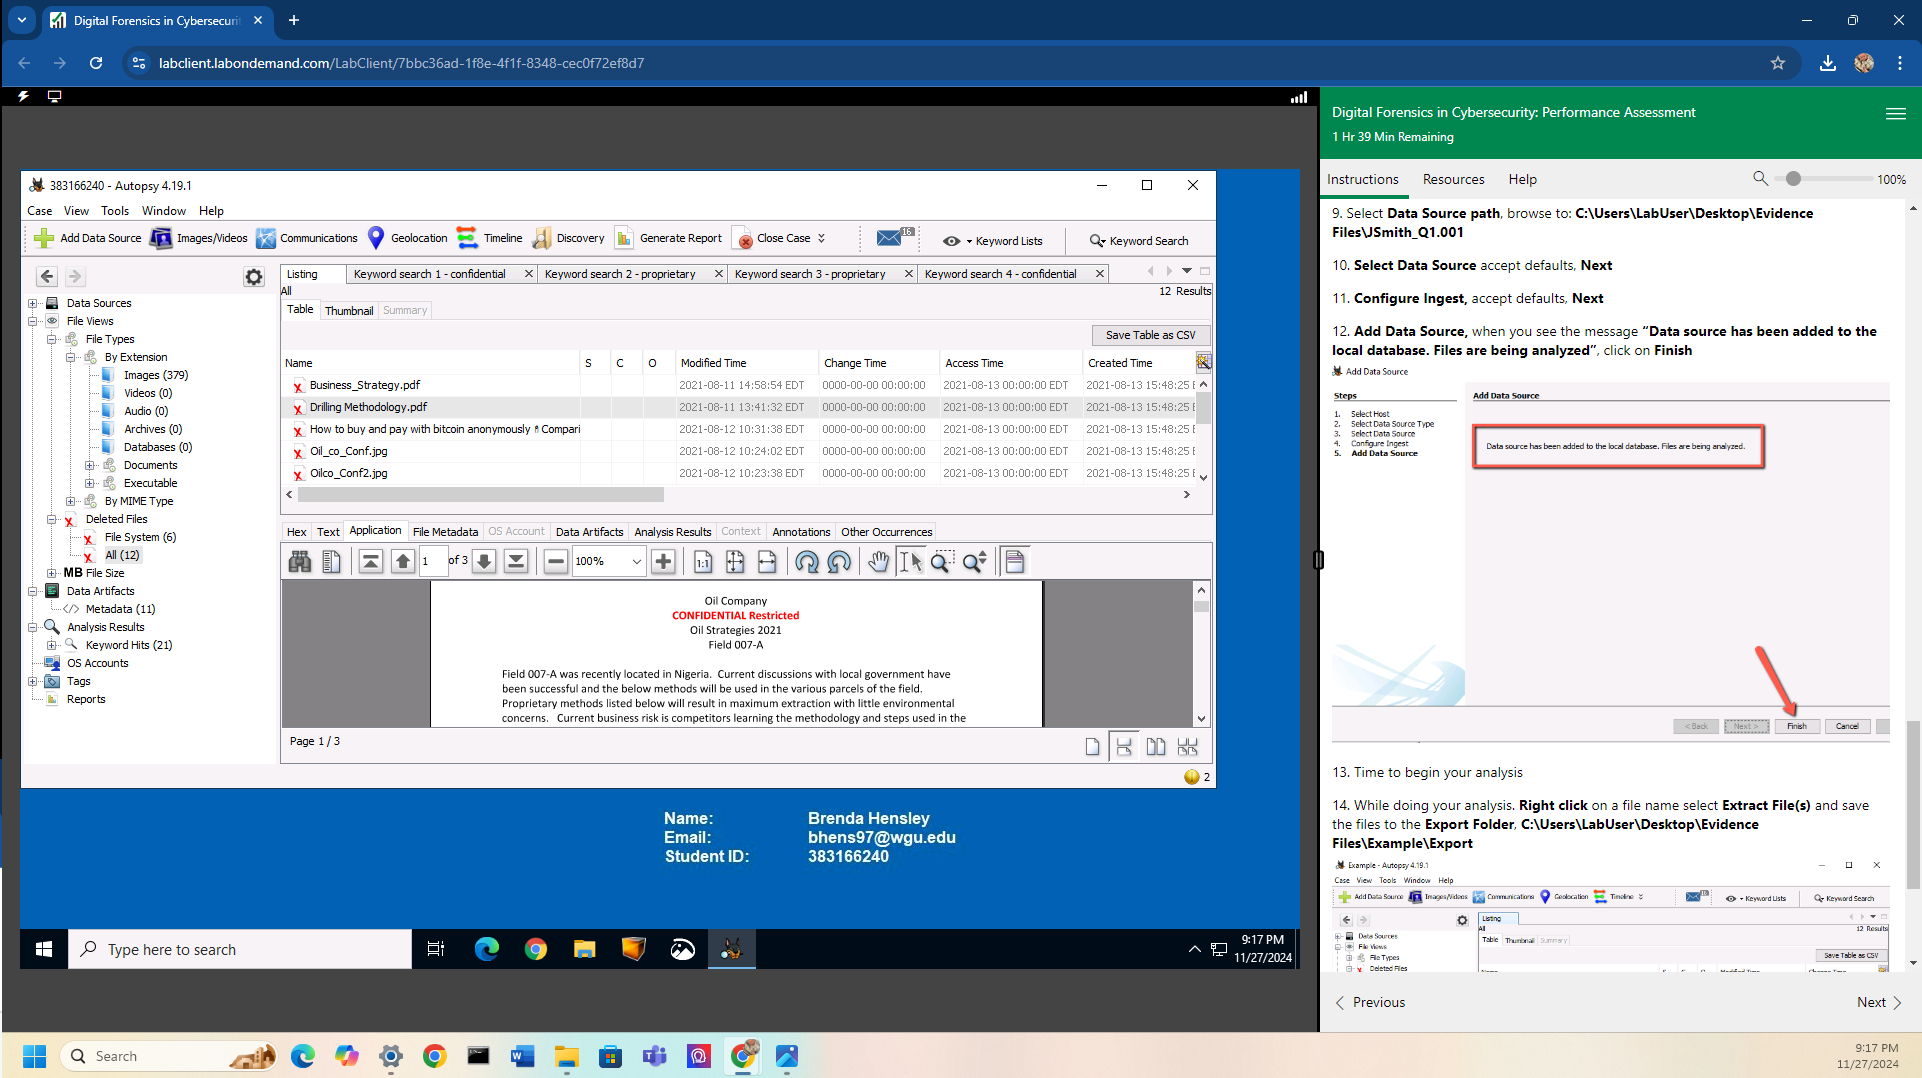 Digital Forensics in Cybersecurit
labclient.labondemand.com/LabClient/7bbc36ad-1f8e-4f1f-8348-cec0f72ef8d7
383166240 - Autopsy 4.19.1
Case View Tools Window Help
Add Data Source Images/Videos Communications Geolocation Timeline Discovery Generate Report Close Case 16 Keyword Lists Keyword Search
Data Sources
File Views
File Types
By Extension
Images (379)
Videos (0)
Audio (0)
Archives (0)
Databases (0)
Documents
Executable
By MIME Type
Deleted Files
File System (6)
All (12)
MB File Size
Data Artifacts
Metadata (11)
Analysis Results
Keyword Hits (21)
OS Accounts
Tags
Reports
Listing Keyword search 1 - confidential Keyword search 2 - proprietary Keyword search 3 - proprietary Keyword search 4 - confidential
All 12 Results
Table Thumbnail Summary
Save Table as CSV
Name S C O Modified Time Change Time Access Time Created Time
Business_Strategy.pdf 2021-08-11 14:58:54 EDT 0000-00-00 00:00:00 2021-08-13 00:00:00 EDT 2021-08-13 15:48:25 E
Drilling Methodology.pdf 2021-08-11 13:41:32 EDT 0000-00-00 00:00:00 2021-08-13 00:00:00 EDT 2021-08-13 15:48:25 E
How to buy and pay with bitcoin anonymously Compari 2021-08-12 10:31:38 EDT 0000-00-00 00:00:00 2021-08-13 00:00:00 EDT 2021-08-13 15:48:25 E
Oil_co_Conf.jpg 2021-08-12 10:24:02 EDT 0000-00-00 00:00:00 2021-08-13 00:00:00 EDT 2021-08-13 15:48:25 E
Oilco_Conf2.jpg 2021-08-12 10:23:38 EDT 0000-00-00 00:00:00 2021-08-13 00:00:00 EDT 2021-08-13 15:48:25 E
Hex Text Application File Metadata OS Account Data Artifacts Analysis Results Context Annotations Other Occurrences
1 of 3 100% 1:1
Oil Company
CONFIDENTIAL Restricted
Oil Strategies 2021
Field 007-A
Field 007-A was recently located in Nigeria. Current discussions with local government have
been successful and the below methods will be used in the various parcels of the field.
Proprietary methods listed below will result in maximum extraction with little environmental
concerns. Current business risk is competitors learning the methodology and steps used in the
Page 1 / 3
2
Name: Brenda Hensley
Email: bhens97@wgu.edu
Student ID: 383166240
Type here to search
9:17 PM
11/27/2024
Digital Forensics in Cybersecurity: Performance Assessment
1 Hr 39 Min Remaining
Instructions Resources Help 100%
9. Select Data Source path, browse to: C:\Users\LabUser\Desktop\Evidence
Files\JSmith_Q1.001
10. Select Data Source accept defaults, Next
11. Configure Ingest, accept defaults, Next
12. Add Data Source, when you see the message “Data source has been added to the
local database. Files are being analyzed”, click on Finish
Add Data Source
Steps
1. Select Host
2. Select Data Source Type
3. Select Data Source
4. Configure Ingest
5. Add Data Source
Add Data Source
Data source has been added to the local database. Files are being analyzed.
< Back Next > Finish Cancel
13. Time to begin your analysis
14. While doing your analysis. Right click on a file name select Extract File(s) and save
the files to the Export Folder, C:\Users\LabUser\Desktop\Evidence
Files\Example\Export
Example - Autopsy 4.19.1
Case View Tools Window Help
Add Data Source Images/Videos Communications Geolocation Timeline Keyword Lists Keyword Search
Data Sources
File Views
File Types
Deleted Files
Listing
All 12 Results
Table Thumbnail Summary
Save Table as CSV
Previous Next
Search
9:17 PM
11/27/2024